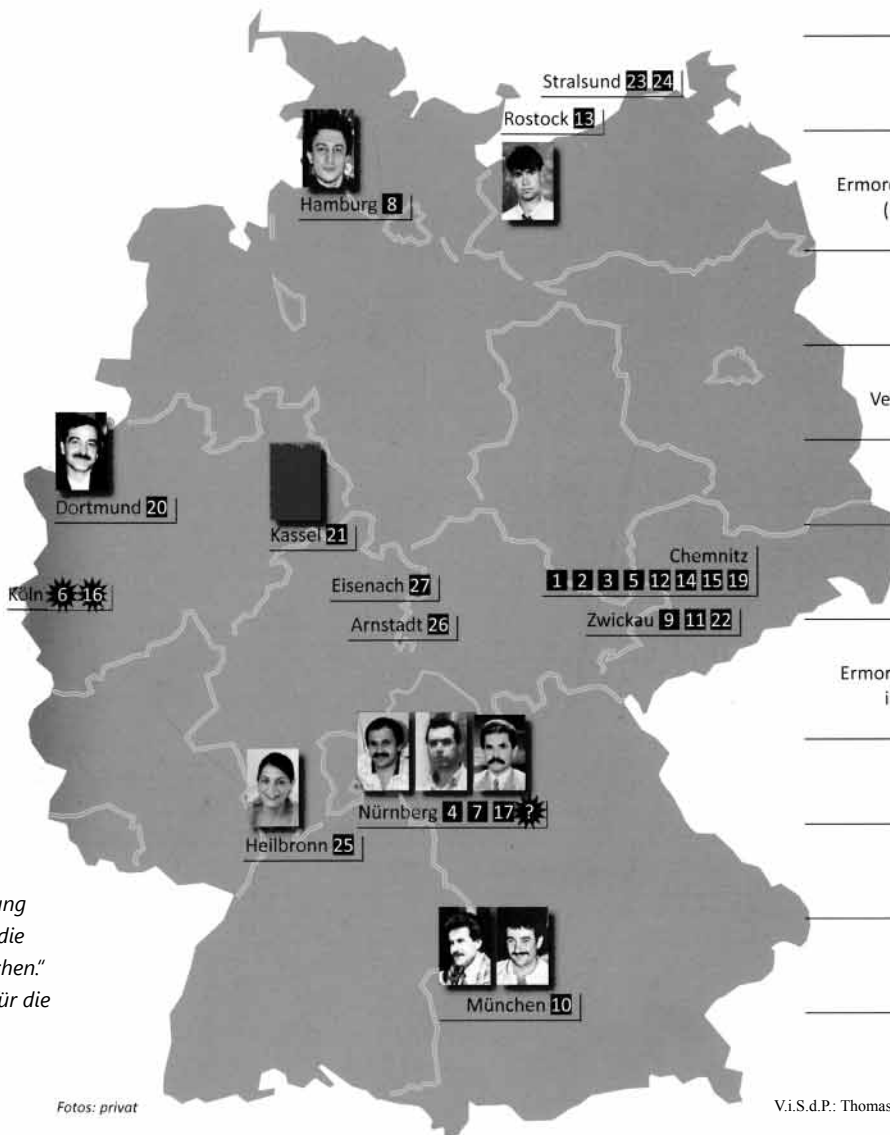 Stralsund 23 24
Rostock 13
Hamburg 8
Ermor
(
Ve
Dortmund 20
Kassel 21
Chemnitz
1 2 3 5 12 14 15 19
Köln 6 16
Eisenach 27
Zwickau 9 11 22
Arnstadt 26
Ermor
i
Nürnberg 4 7 17 ?
Heilbronn 25
ung
die
chen."
ür die
München 10
Fotos: privat
V.i.S.d.P.: Thomas